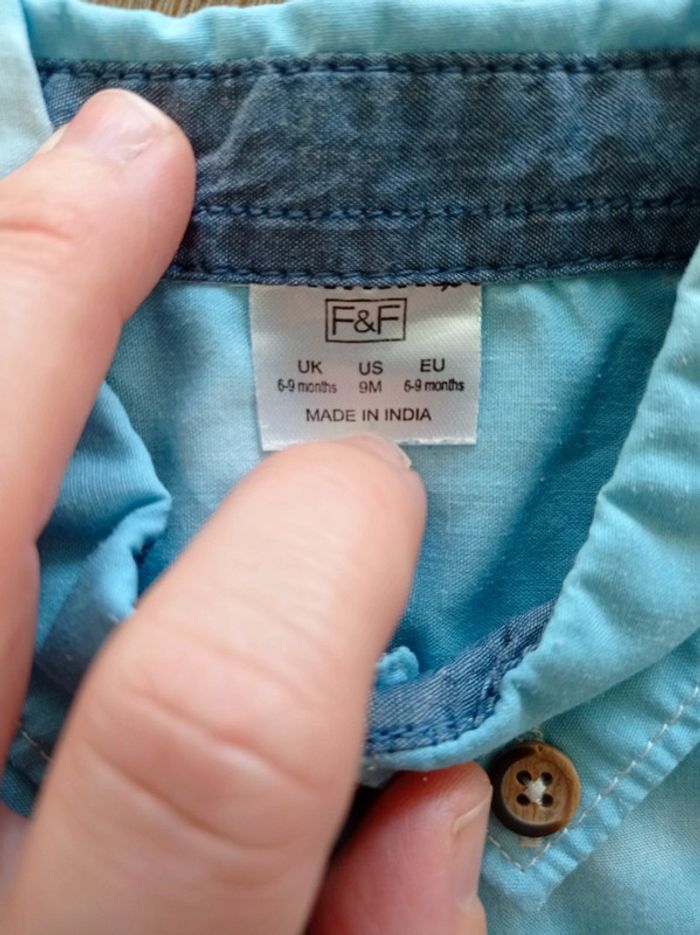 F&F
UK US EU
6-9 months 9M 6-9 months
MADE IN INDIA